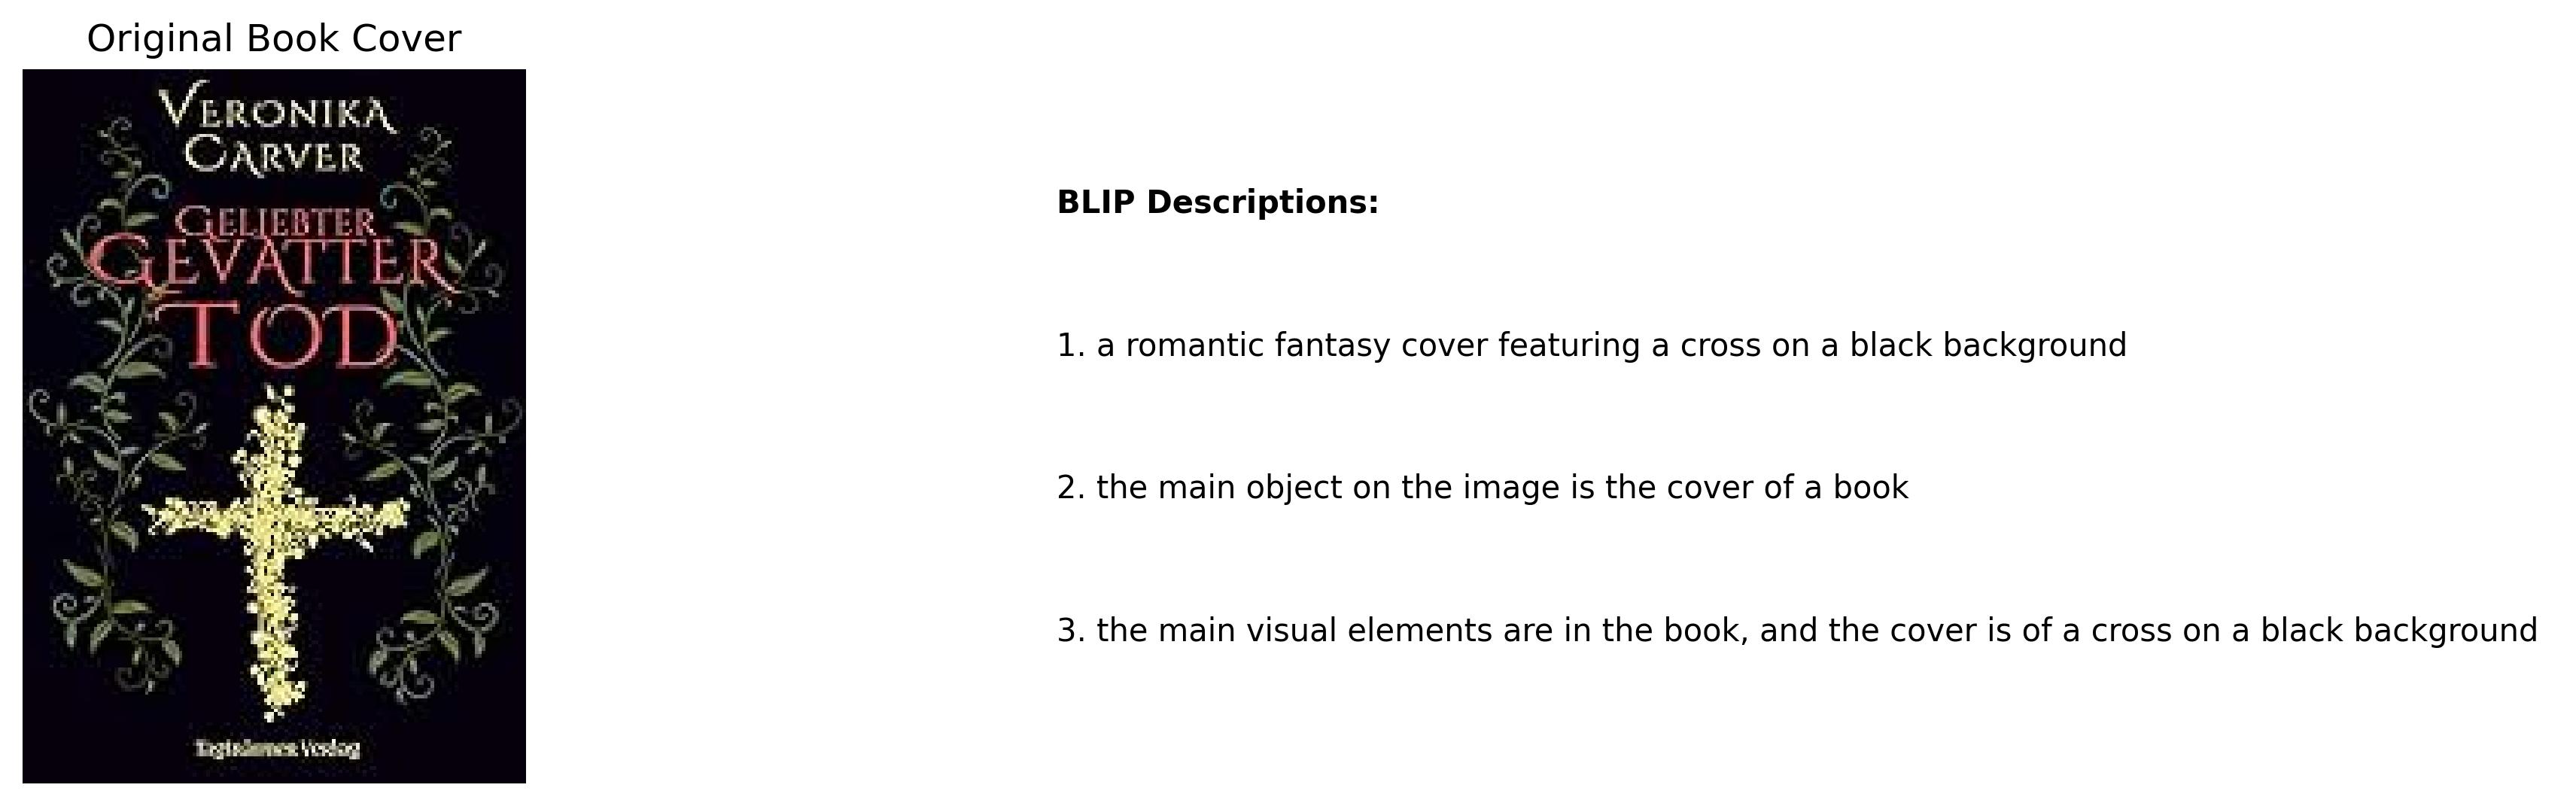 Original Book Cover
VERONIKA
CARVER
GELIEBTER
GEVATTER
TOD
BLIP Descriptions:
1. a romantic fantasy cover featuring a cross on a black background
2. the main object on the image is the cover of a book
3. the main visual elements are in the book, and the cover is of a cross on a black background